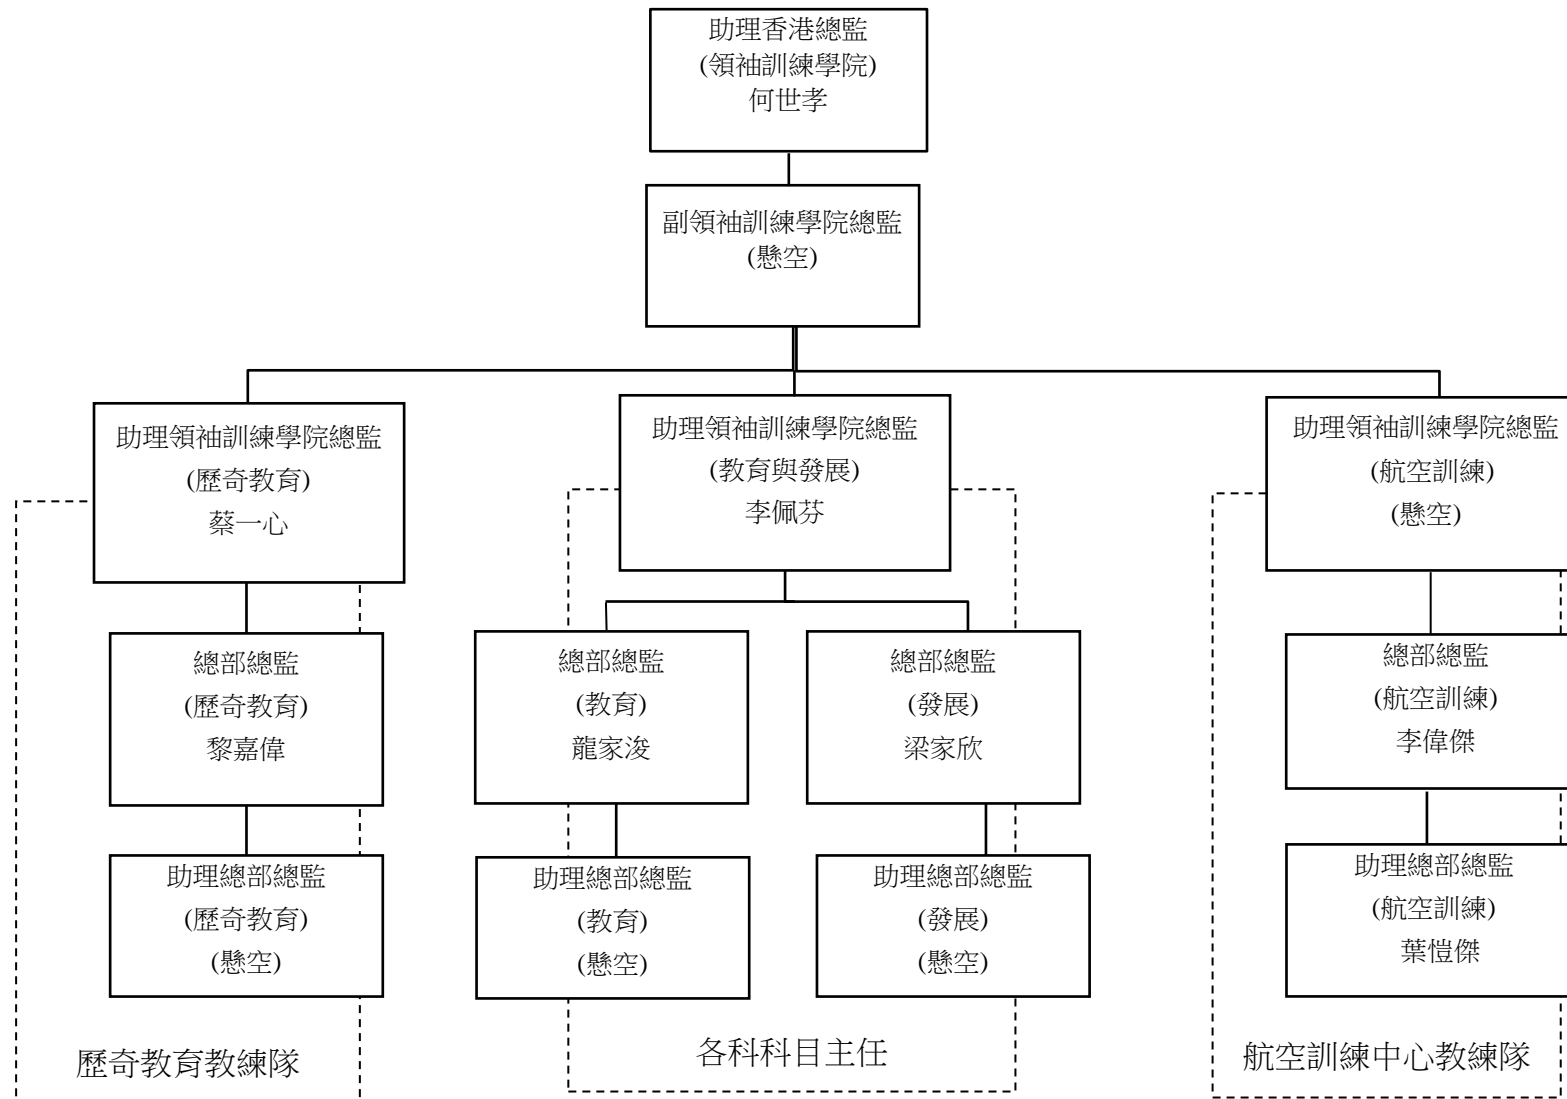 助理香港總監
(領袖訓練學院)
何世孝
副領袖訓練學院總監
(懸空)
助理領袖訓練學院總監
(歷奇教育)
蔡一心
助理領袖訓練學院總監
(教育與發展)
李佩芬
助理領袖訓練學院總監
(航空訓練)
(懸空)
總部總監
(歷奇教育)
黎嘉偉
總部總監
(教育)
龍家浚
總部總監
(發展)
梁家欣
總部總監
(航空訓練)
李偉傑
助理總部總監
(歷奇教育)
(懸空)
助理總部總監
(教育)
(懸空)
助理總部總監
(發展)
(懸空)
助理總部總監
(航空訓練)
葉愷傑
歷奇教育教練隊
各科科目主任
航空訓練中心教練隊